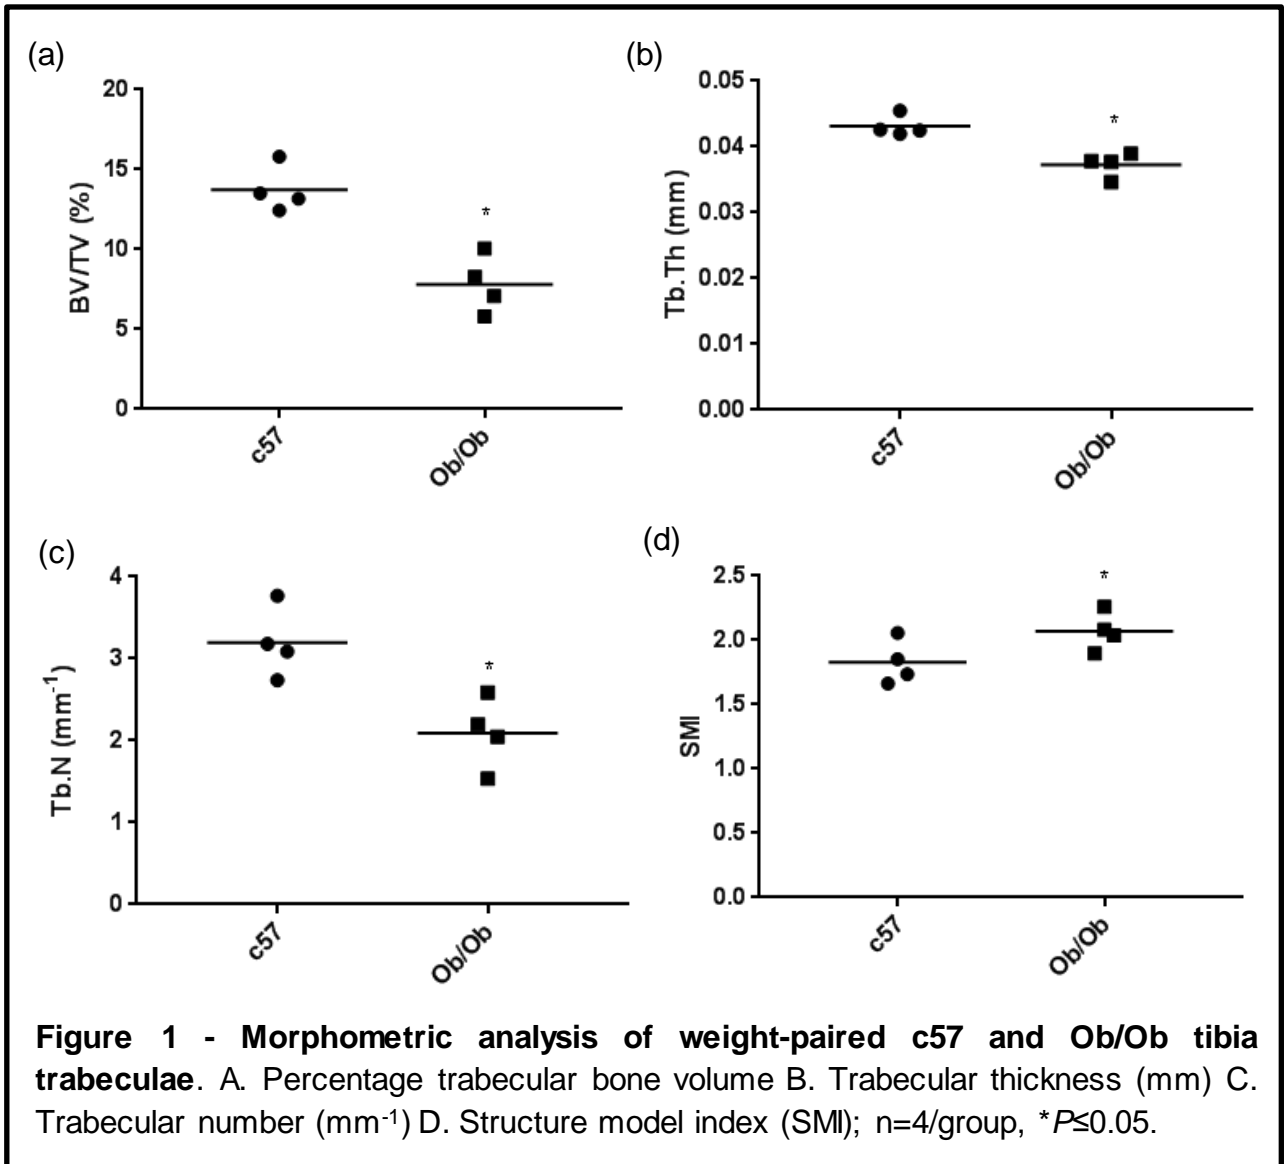 (a)
20
15
10
5
0
BV/TV (%)
*
c57
Ob/Ob
(b)
0.05
0.04
0.03
0.02
0.01
0.00
Tb.Th (mm)
*
c57
Ob/Ob
(c)
4
3
2
1
0
Tb.N (mm⁻¹)
*
c57
Ob/Ob
(d)
2.5
2.0
1.5
1.0
0.5
0.0
SMI
*
c57
Ob/Ob
Figure 1 - Morphometric analysis of weight-paired c57 and Ob/Ob tibia
trabeculae. A. Percentage trabecular bone volume B. Trabecular thickness (mm) C.
Trabecular number (mm⁻¹) D. Structure model index (SMI); n=4/group, *P≤0.05.